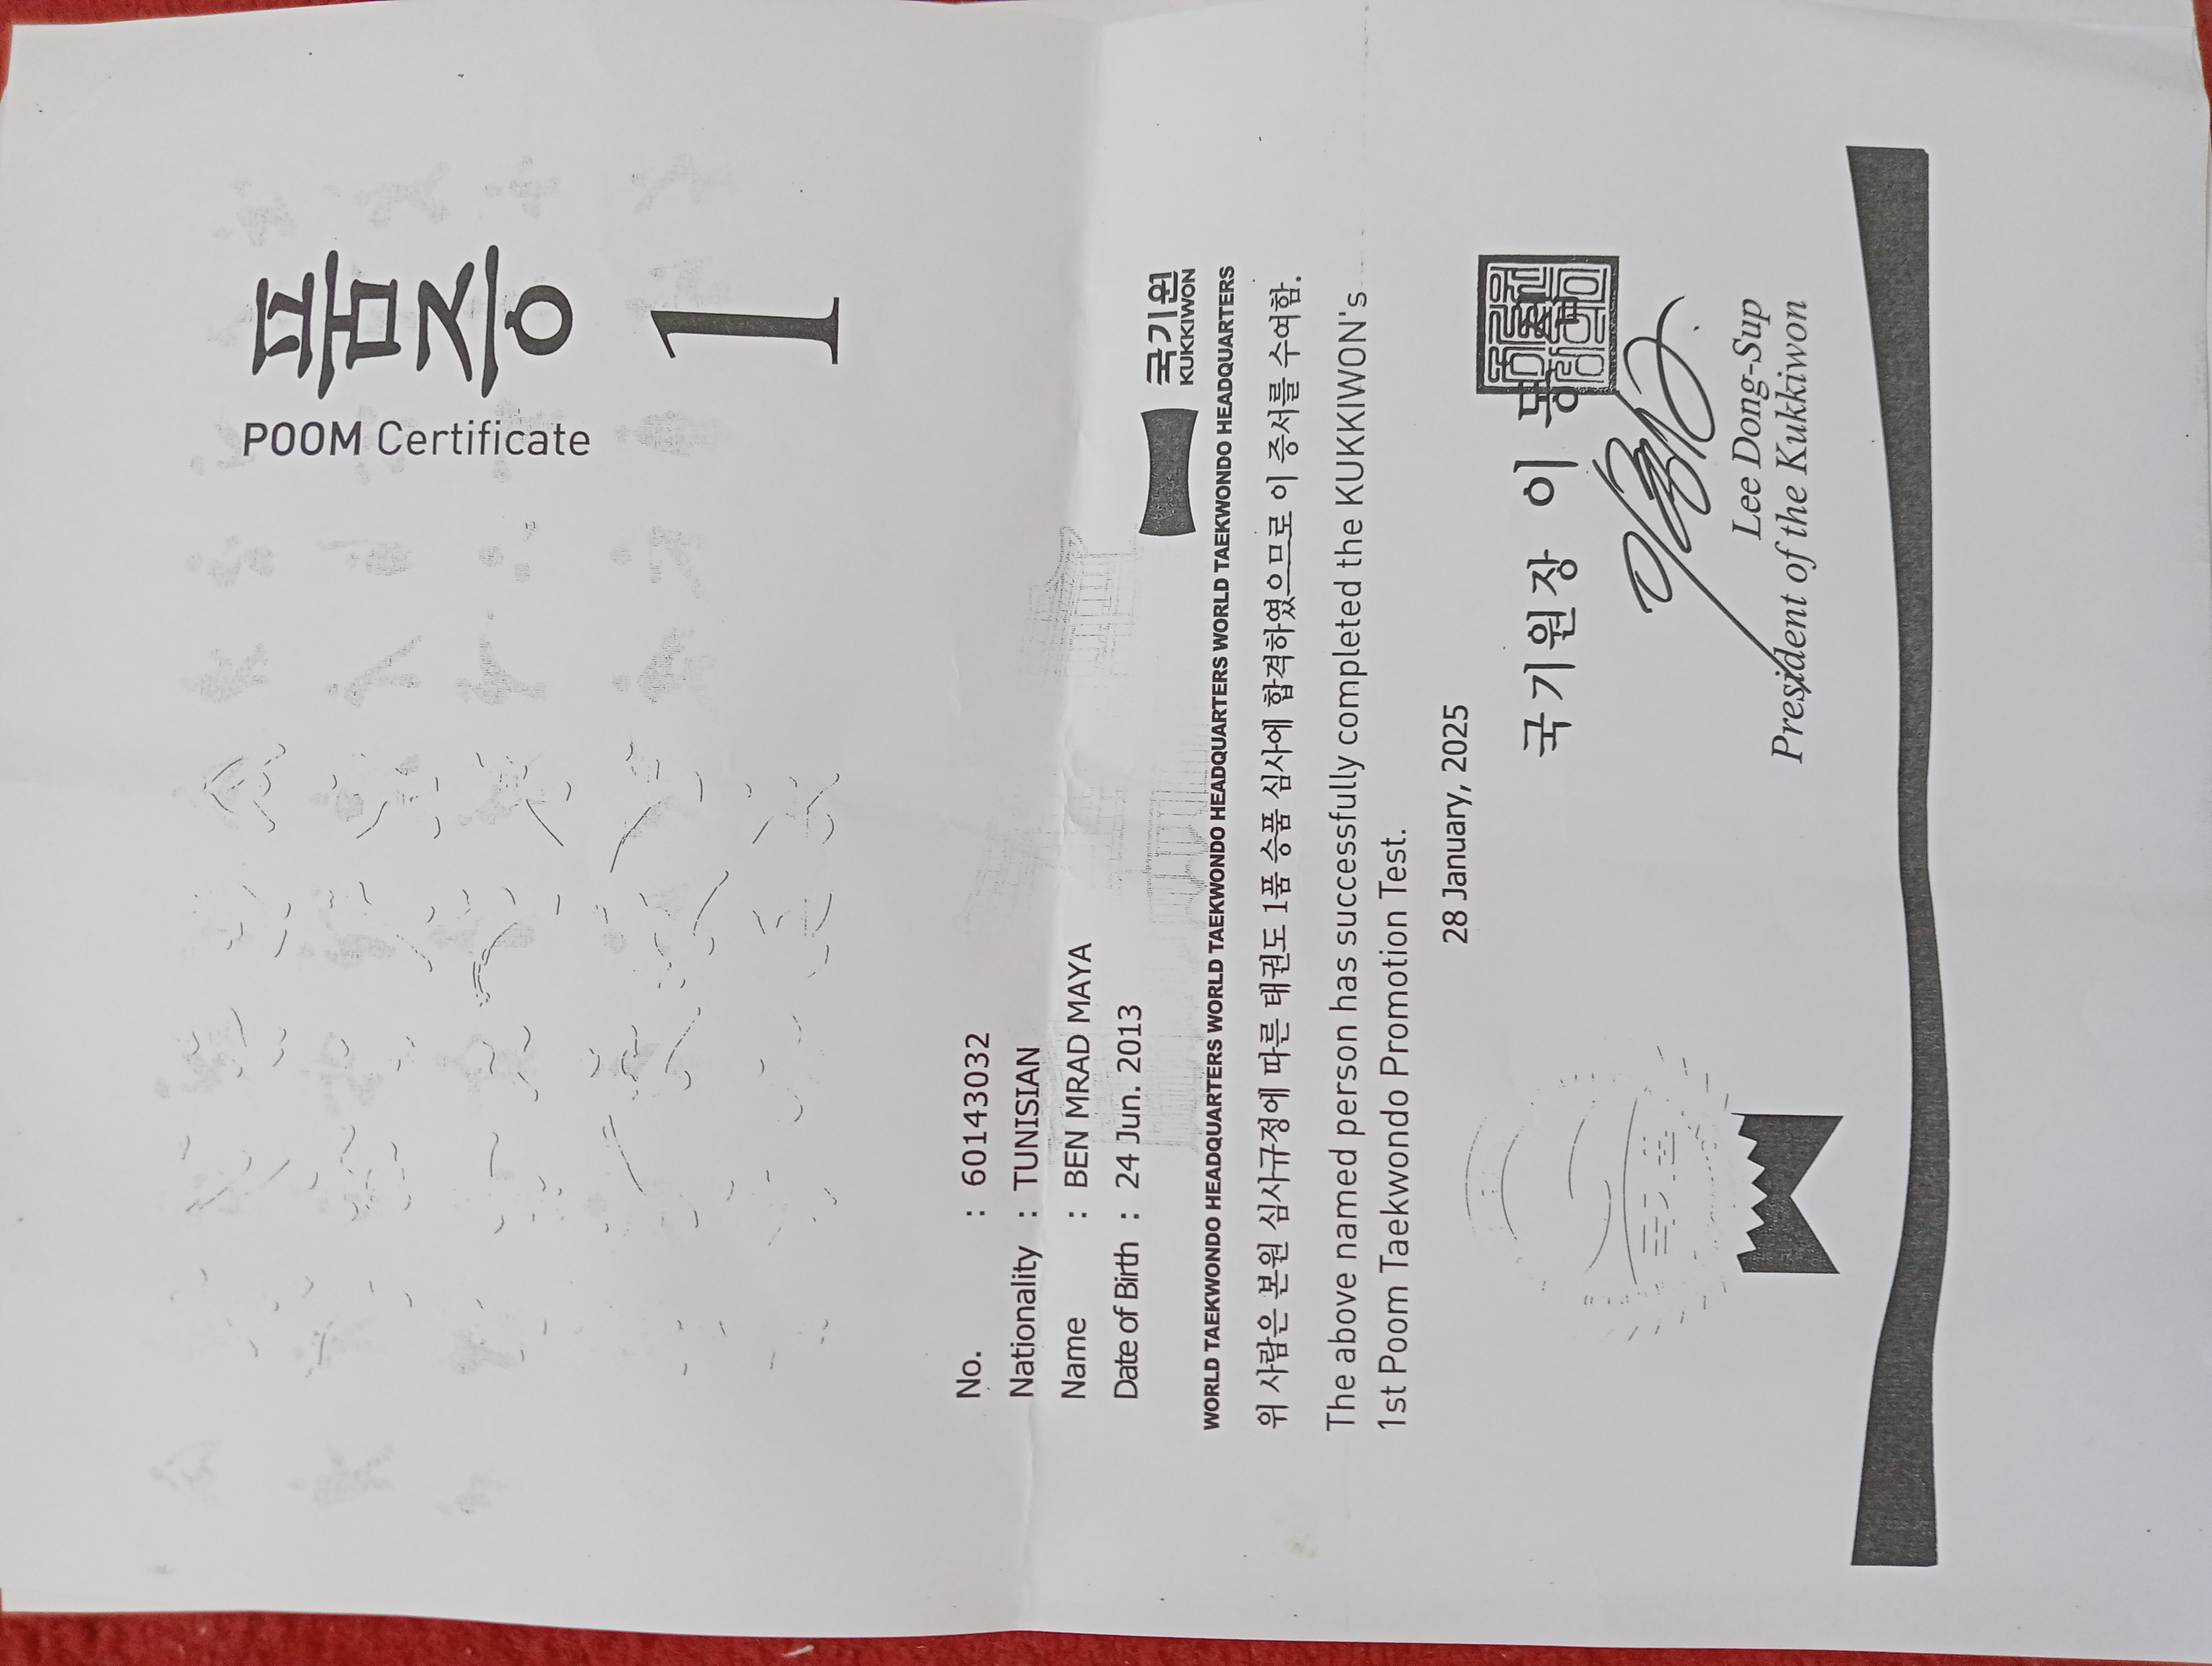 품증
POOM Certificate
1
No. : 60143032
Nationality : TUNISIAN
Name : BEN MRAD MAYA
Date of Birth : 24 Jun. 2013
국기원
KUKKIWON
WORLD TAEKWONDO HEADQUARTERS WORLD TAEKWONDO HEADQUARTERS WORLD TAEKWONDO HEADQUARTERS WORLD TAEKWONDO HEADQUARTERS
위 사람은 본원 심사규정에 따른 태권도 1품 승품 심사에 합격하였으므로 이 증서를 수여함.
The above named person has successfully completed the KUKKIWON's
1st Poom Taekwondo Promotion Test.
28 January, 2025
국기원장 이 동
Lee Dong-Sup
President of the Kukkiwon